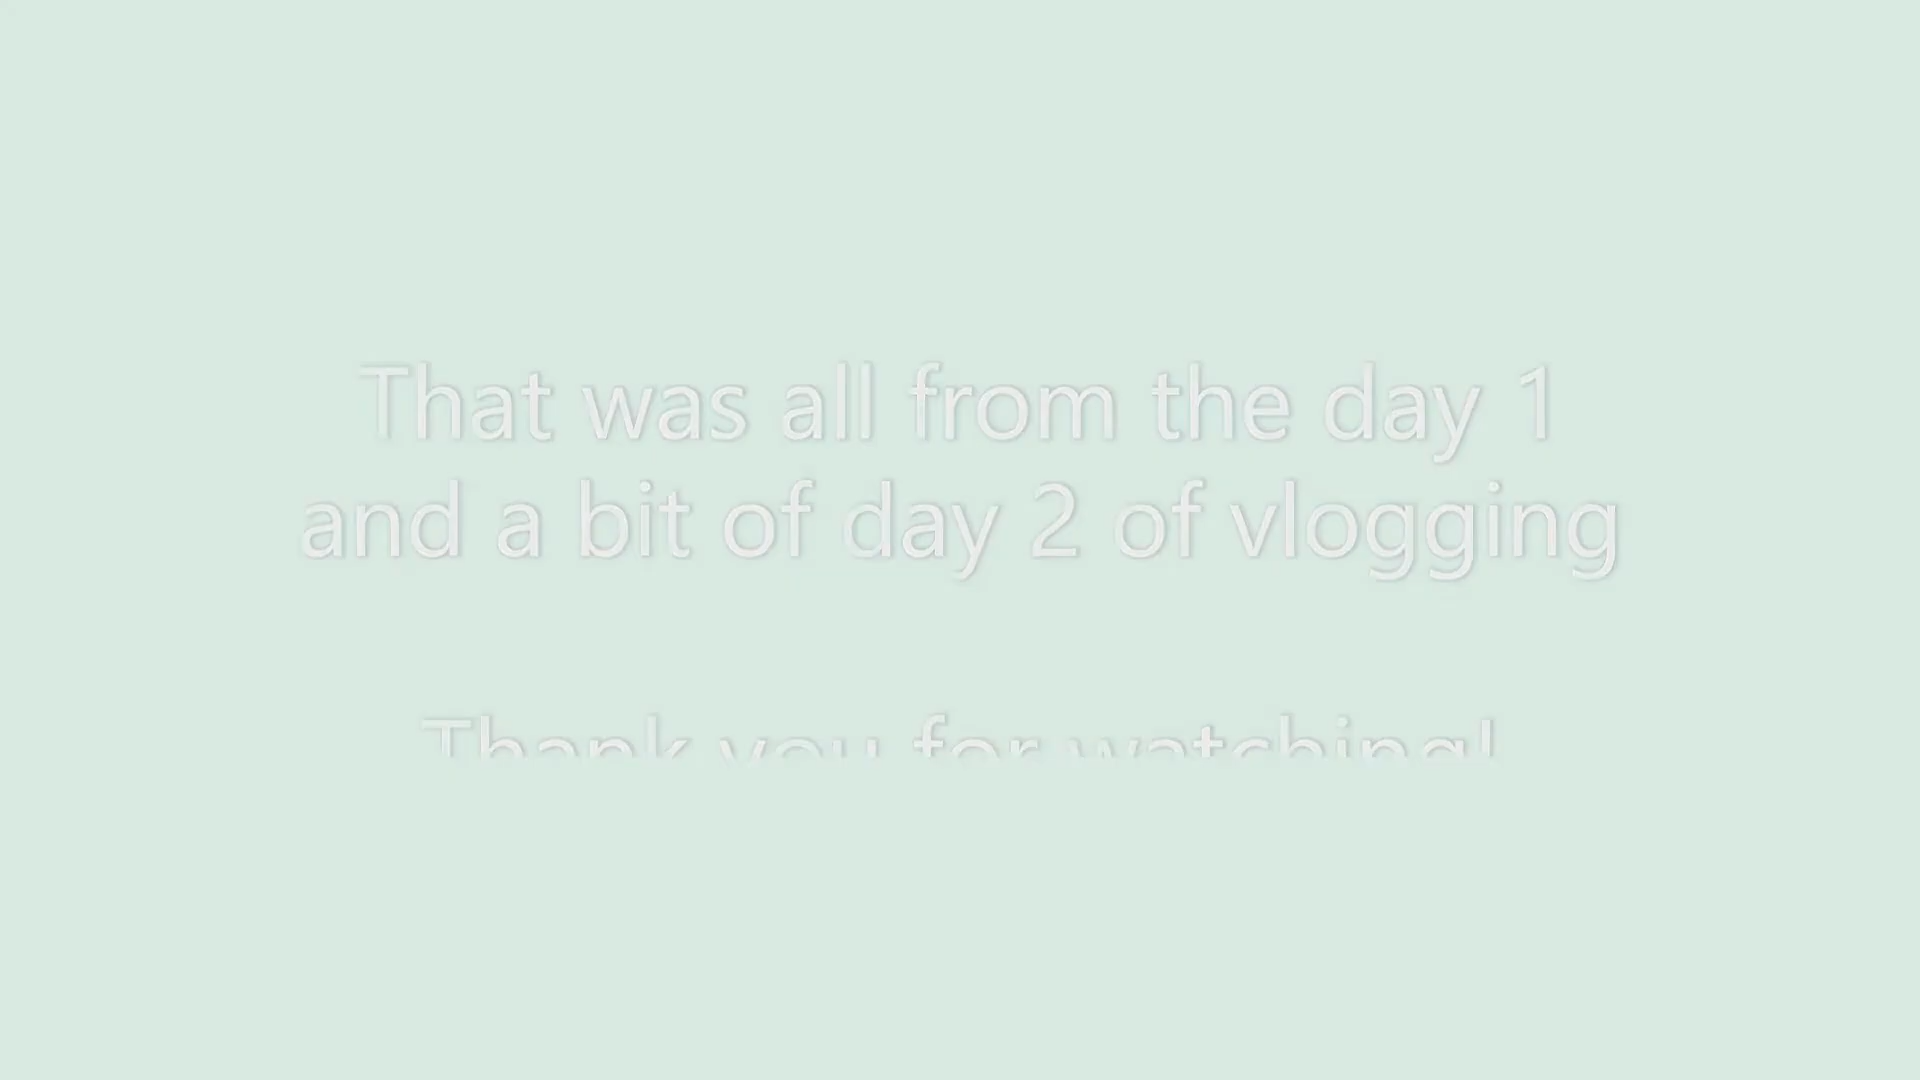 That was all from the day 1
and a bit of day 2 of vlogging
Thank you for watching!